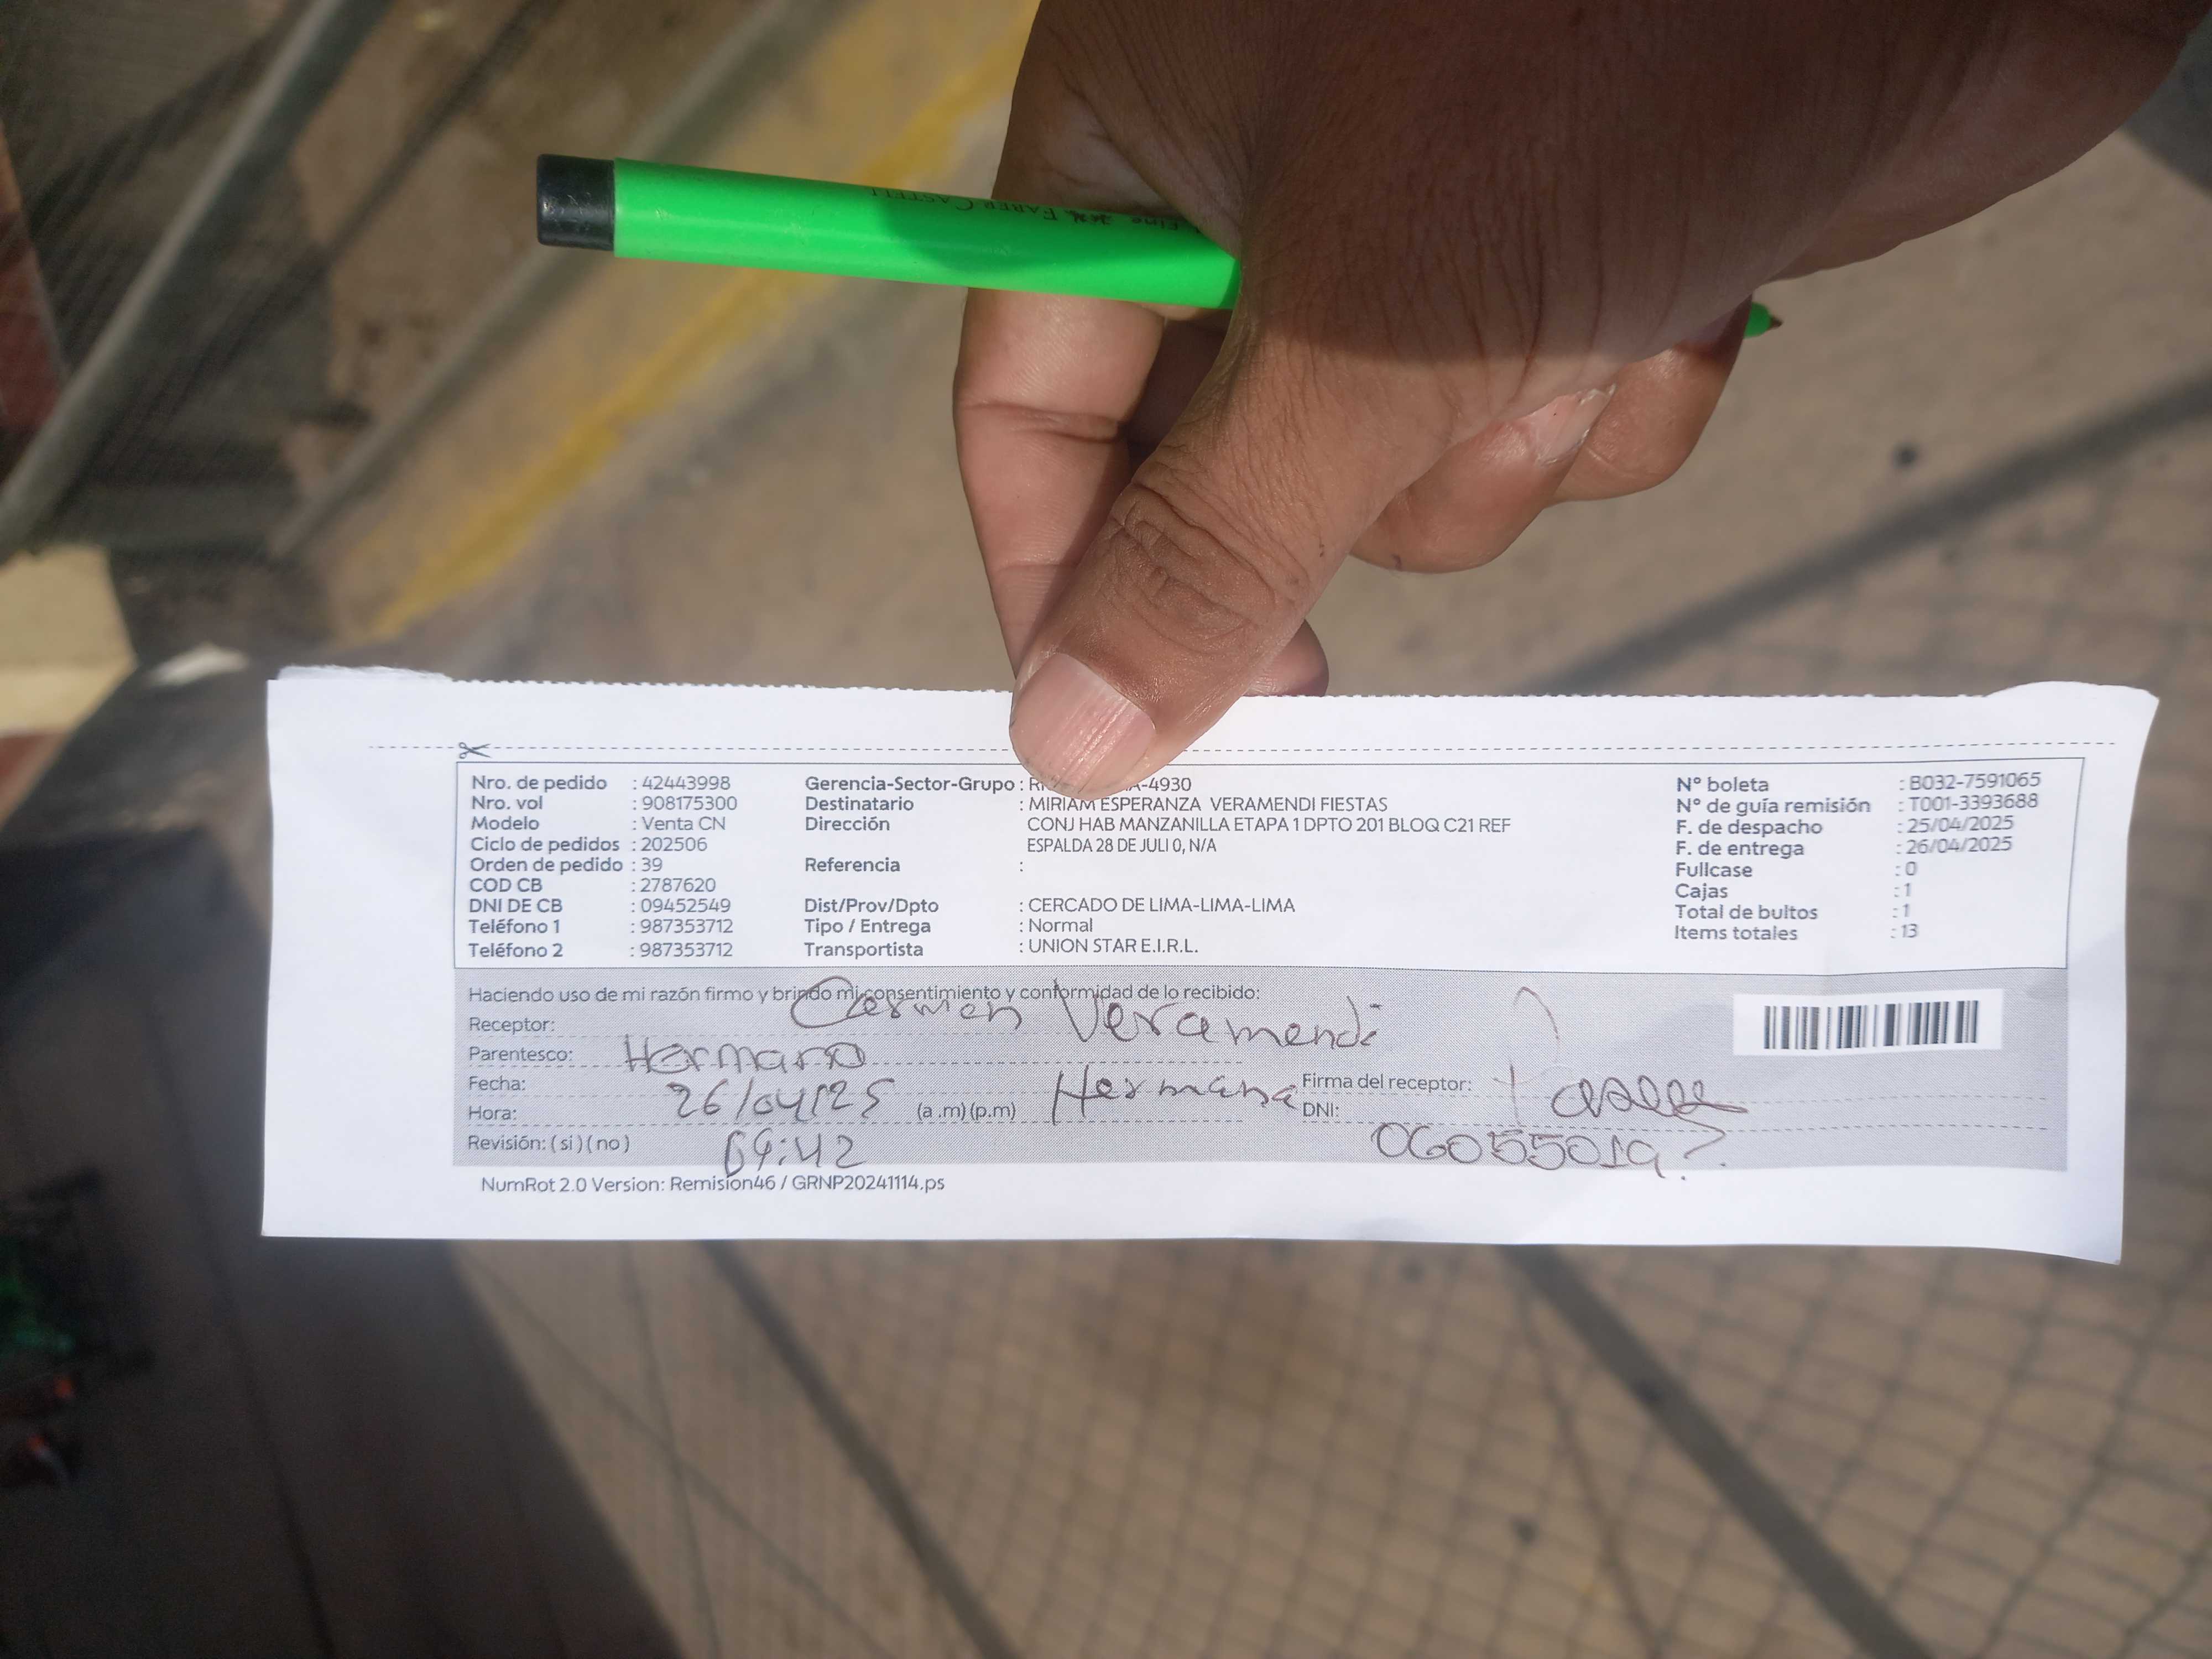 FABER CASTELL
Nro. de pedido : 42443998 Gerencia-Sector-Grupo : -4930 N° boleta : B032-7591065
Nro. vol : 908175300 Destinatario : MIRIAM ESPERANZA VERAMENDI FIESTAS N° de guía remisión : T001-3393688
Modelo : Venta CN Dirección CONJ HAB MANZANILLA ETAPA 1 DPTO 201 BLOQ C21 REF F. de despacho : 25/04/2025
Ciclo de pedidos : 202506 ESPALDA 28 DE JULI 0, N/A F. de entrega : 26/04/2025
Orden de pedido : 39 Referencia : Fullcase : 0
COD CB : 2787620 Cajas : 1
DNI DE CB : 09452549 Dist/Prov/Dpto : CERCADO DE LIMA-LIMA-LIMA Total de bultos : 1
Teléfono 1 : 987353712 Tipo / Entrega : Normal Items totales : 13
Teléfono 2 : 987353712 Transportista : UNION STAR E.I.R.L.
Haciendo uso de mi razón firmo y brindo mi consentimiento y conformidad de lo recibido:
Receptor: Carmen Veramendi
Parentesco: Hermana
Fecha: 26/04/25 Hermana Firma del receptor:
Hora: (a .m) (p.m) DNI:
Revisión: ( si ) ( no ) 09:42
NumRot 2.0 Version: Remision46 / GRNP20241114.ps